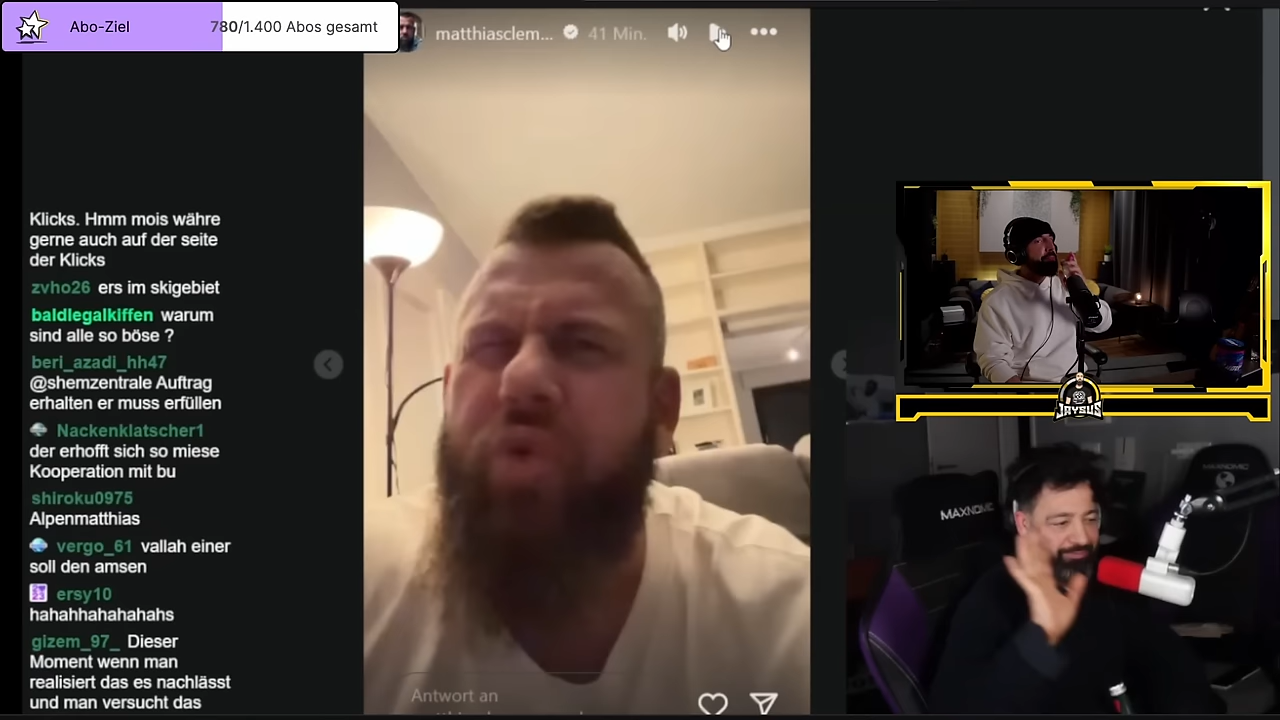 Abo-Ziel
780/1.400 Abos gesamt
matthiasclem... 41 Min.
Klicks. Hmm mois währe
gerne auch auf der seite
der Klicks
zvho26 ers im skigebiet
baldlegalkiffen warum
sind alle so böse ?
beri_azadi_hh47
@shemzentrale Auftrag
erhalten er muss erfüllen
Nackenklatscher1
der erhofft sich so miese
Kooperation mit bu
shiroku0975
Alpenmatthias
vergo_61 vallah einer
soll den amsen
ersy10
hahahhahahahahs
gizem_97_ Dieser
Moment wenn man
realisiert das es nachlässt
und man versucht das
Antwort an
JAYSUS
MAXNOMIC
MAXNOMIC